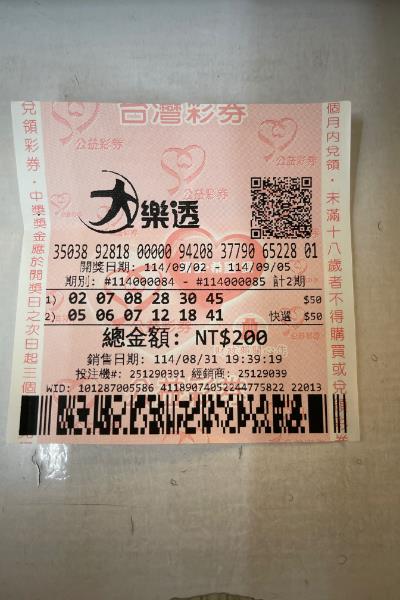 台灣彩券
公益彩券
公益彩券
公益彩券
大樂透
35038 92818 00000 94208 37790 65228 01
開獎日期: 114/09/02 - 114/09/05
期別: #114000084 - #114000085 計2期
1) 02 07 08 28 30 45 $50
2) 05 06 07 12 18 41 快選 $50
總金額: NT$200
銷售日期: 114/08/31 19:39:19
投注機#: 251290391 經銷商: 25129039
WID: 101287005586 41189074052244775822 22013
兌領彩券・中獎獎金應於開獎日之次日起三個
個月內兌領・未滿十八歲者不得購買或兌